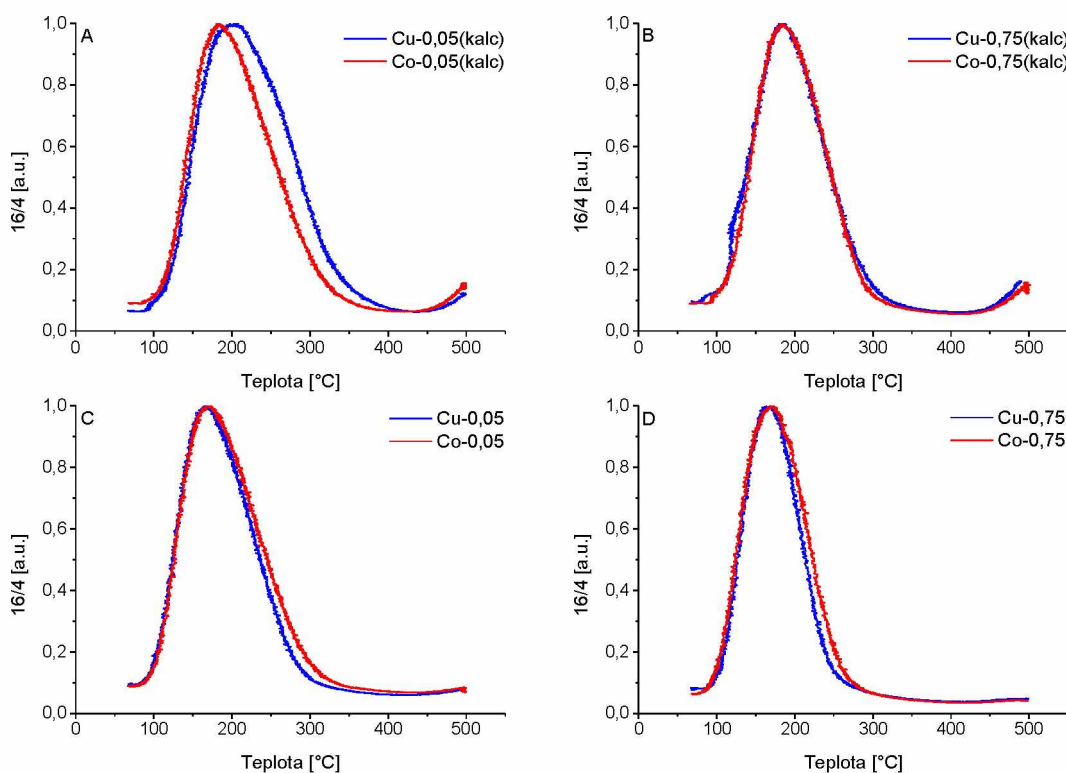 A
Cu-0,05(kalc)
Co-0,05(kalc)
1,0
0,8
0,6
0,4
0,2
0,0
16/4 [a.u.]
0 100 200 300 400 500
Teplota [°C]
B
Cu-0,75(kalc)
Co-0,75(kalc)
1,0
0,8
0,6
0,4
0,2
0,0
16/4 [a.u.]
0 100 200 300 400 500
Teplota [°C]
C
Cu-0,05
Co-0,05
1,0
0,8
0,6
0,4
0,2
0,0
16/4 [a.u.]
0 100 200 300 400 500
Teplota [°C]
D
Cu-0,75
Co-0,75
1,0
0,8
0,6
0,4
0,2
0,0
16/4 [a.u.]
0 100 200 300 400 500
Teplota [°C]